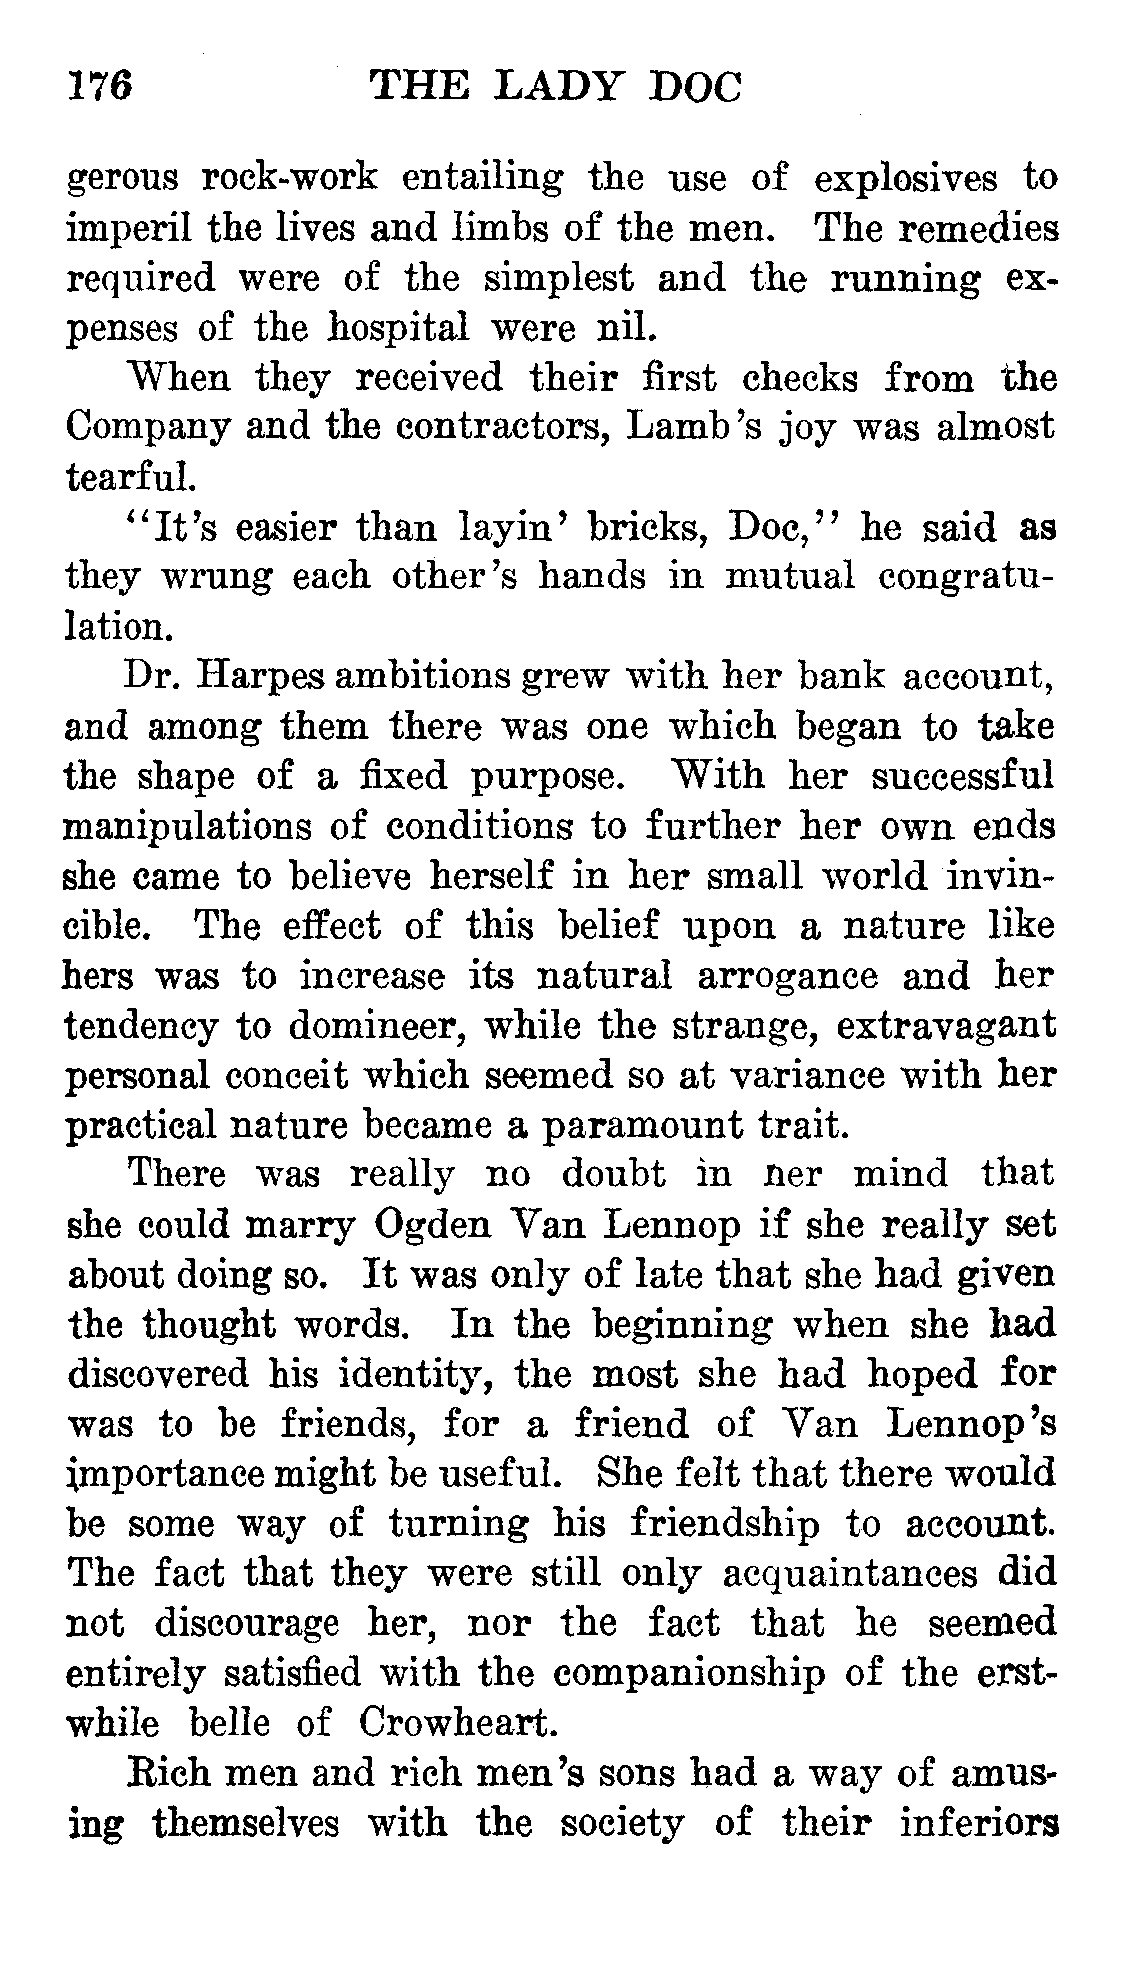 176 THE LADY DOC
gerous rock-work entailing the use of explosives to
imperil the lives and limbs of the men. The remedies
required were of the simplest and the running ex-
penses of the hospital were nil.
When they received their first checks from the
Company and the contractors, Lamb's joy was almost
tearful.
"It's easier than layin' bricks, Doc," he said as
they wrung each other's hands in mutual congratu-
lation.
Dr. Harpes ambitions grew with her bank account,
and among them there was one which began to take
the shape of a fixed purpose. With her successful
manipulations of conditions to further her own ends
she came to believe herself in her small world invin-
cible. The effect of this belief upon a nature like
hers was to increase its natural arrogance and her
tendency to domineer, while the strange, extravagant
personal conceit which seemed so at variance with her
practical nature became a paramount trait.
There was really no doubt in her mind that
she could marry Ogden Van Lennop if she really set
about doing so. It was only of late that she had given
the thought words. In the beginning when she had
discovered his identity, the most she had hoped for
was to be friends, for a friend of Van Lennop's
importance might be useful. She felt that there would
be some way of turning his friendship to account.
The fact that they were still only acquaintances did
not discourage her, nor the fact that he seemed
entirely satisfied with the companionship of the erst-
while belle of Crowheart.
Rich men and rich men's sons had a way of amus-
ing themselves with the society of their inferiors